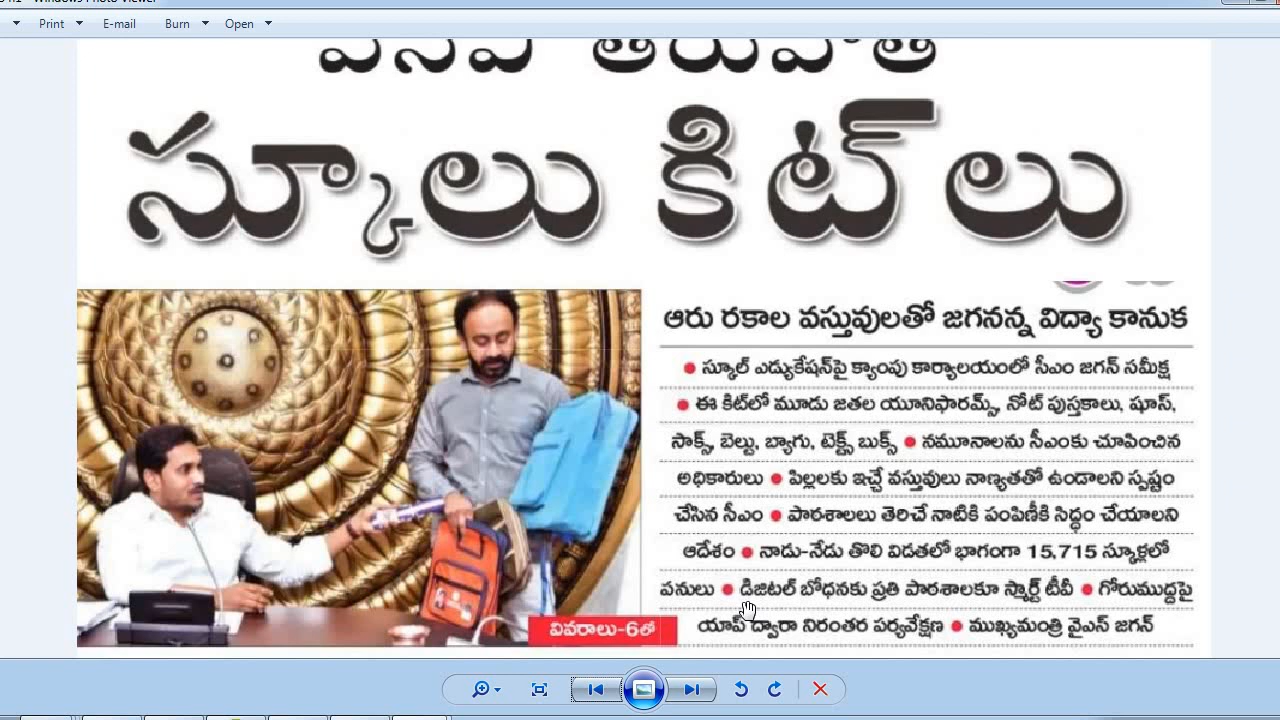 Print E-mail Burn Open
స్కూలు కిట్‌లు
ఆరు రకాల వస్తువులతో జగనన్న విద్యా కానుక
● స్కూల్ ఎడ్యుకేషన్‌పై క్యాంపు కార్యాలయంలో సీఎం జగన్ సమీక్ష
● ఈ కిట్‌లో మూడు జతల యూనిఫారమ్స్, నోట్ పుస్తకాలు, షూస్,
సాక్స్, బెల్టు, బ్యాగు, టెక్ట్స్ బుక్స్ ● నమూనాలను సీఎంకు చూపించిన
అధికారులు ● పిల్లలకు ఇచ్చే వస్తువులు నాణ్యతతో ఉండాలని స్పష్టం
చేసిన సీఎం ● పాఠశాలలు తెరిచే నాటికి పంపిణీకి సిద్ధం చేయాలని
ఆదేశం ● నాడు-నేడు తొలి విడతలో భాగంగా 15,715 స్కూళ్లలో
పనులు ● డిజిటల్ బోధనకు ప్రతి పాఠశాలకూ స్మార్ట్ టీవీ ● గోరుముద్దపై
యాప్ ద్వారా నిరంతర పర్యవేక్షణ ● ముఖ్యమంత్రి వైఎస్ జగన్
వివరాలు-6లో